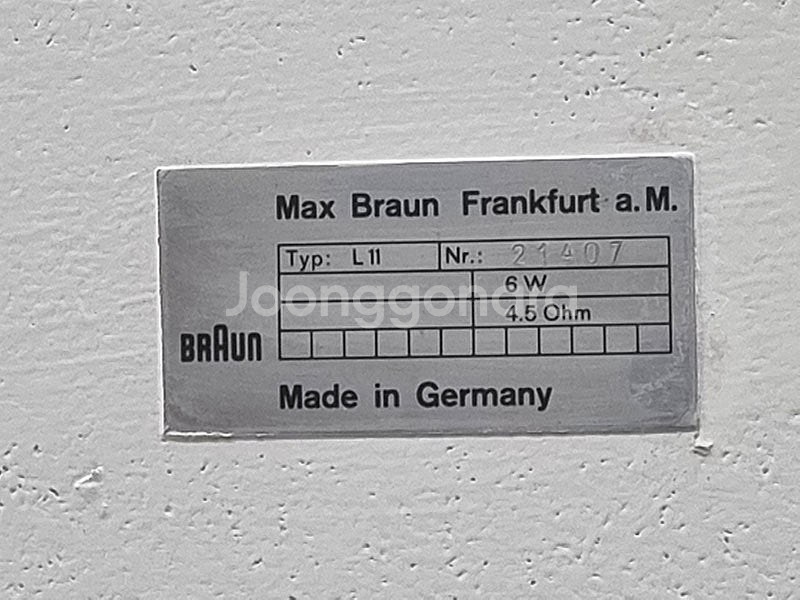 Max Braun Frankfurt a.M.
Typ: L 11 Nr.: 21407
6 W
Joonggonara
4.5 Ohm
BRAUN
Made in Germany